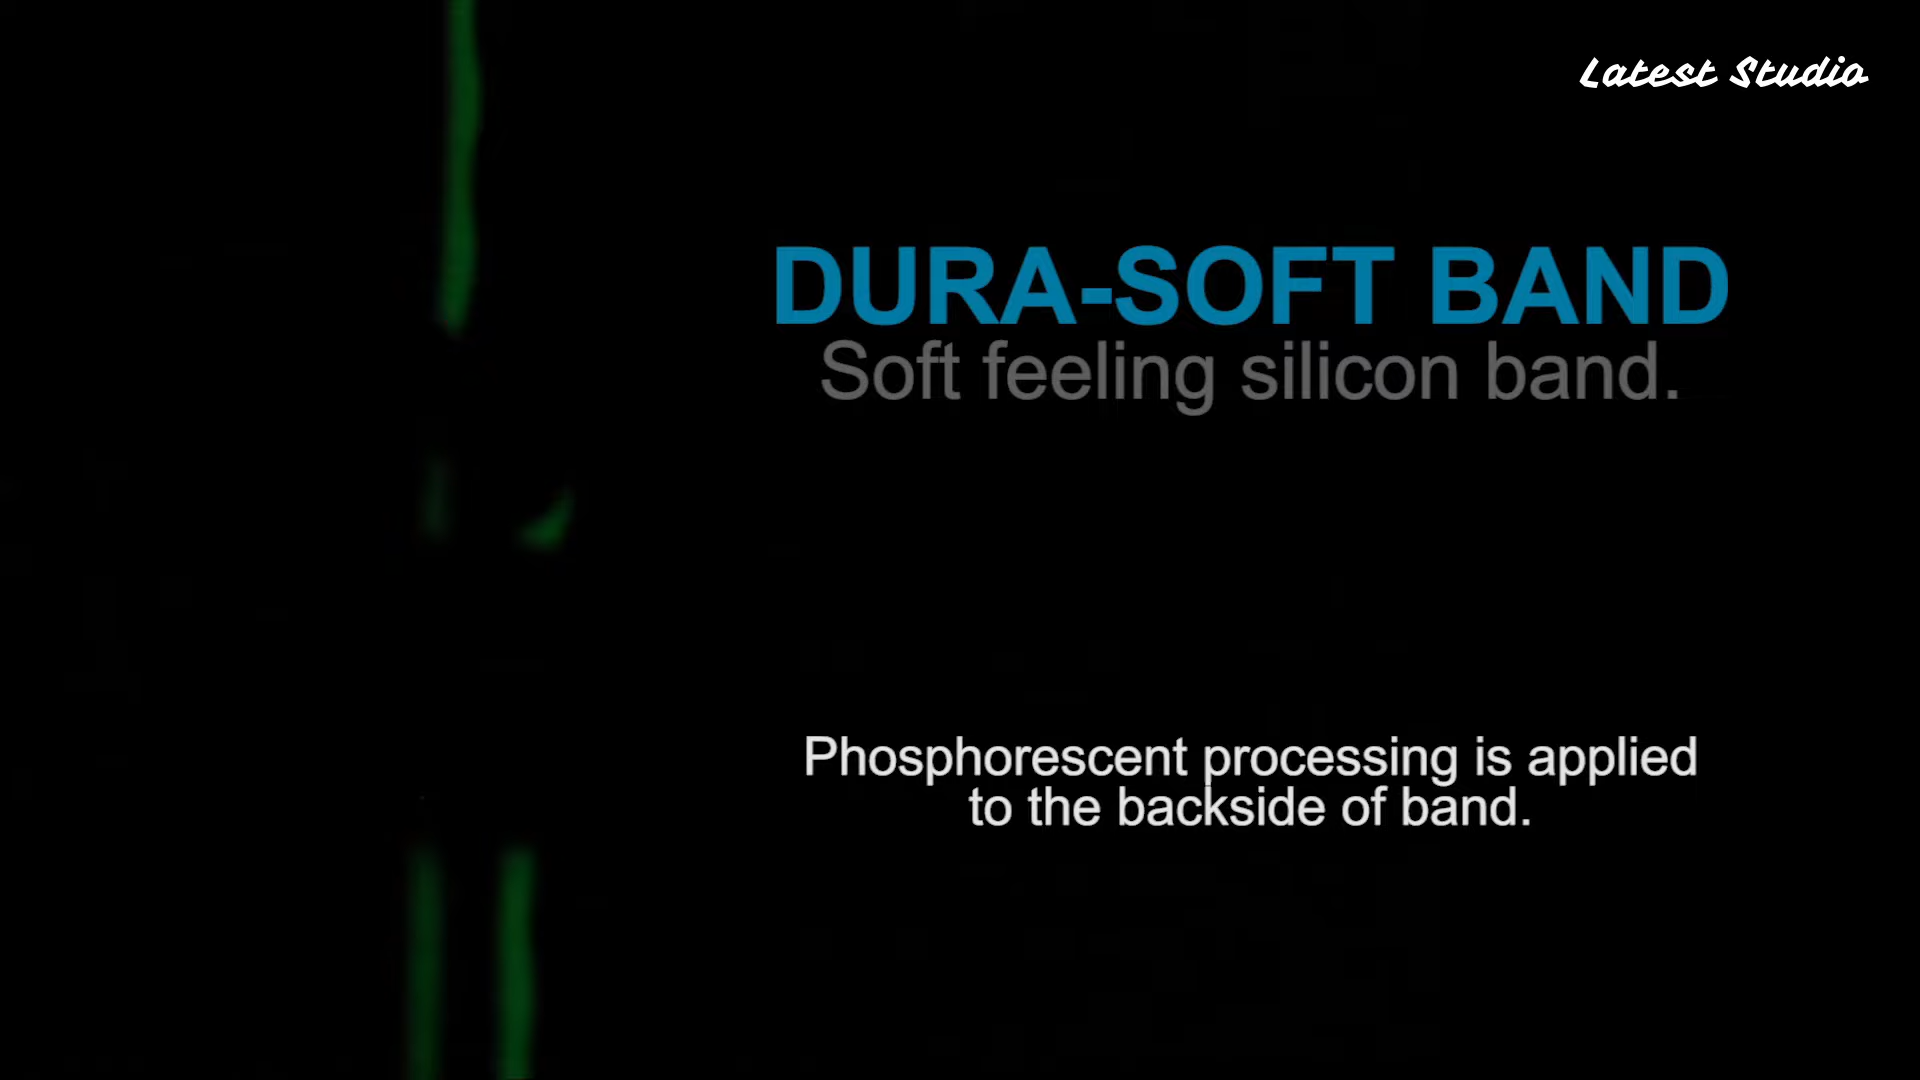 Latest Studio
DURA-SOFT BAND
Soft feeling silicon band.
Phosphorescent processing is applied
to the backside of band.